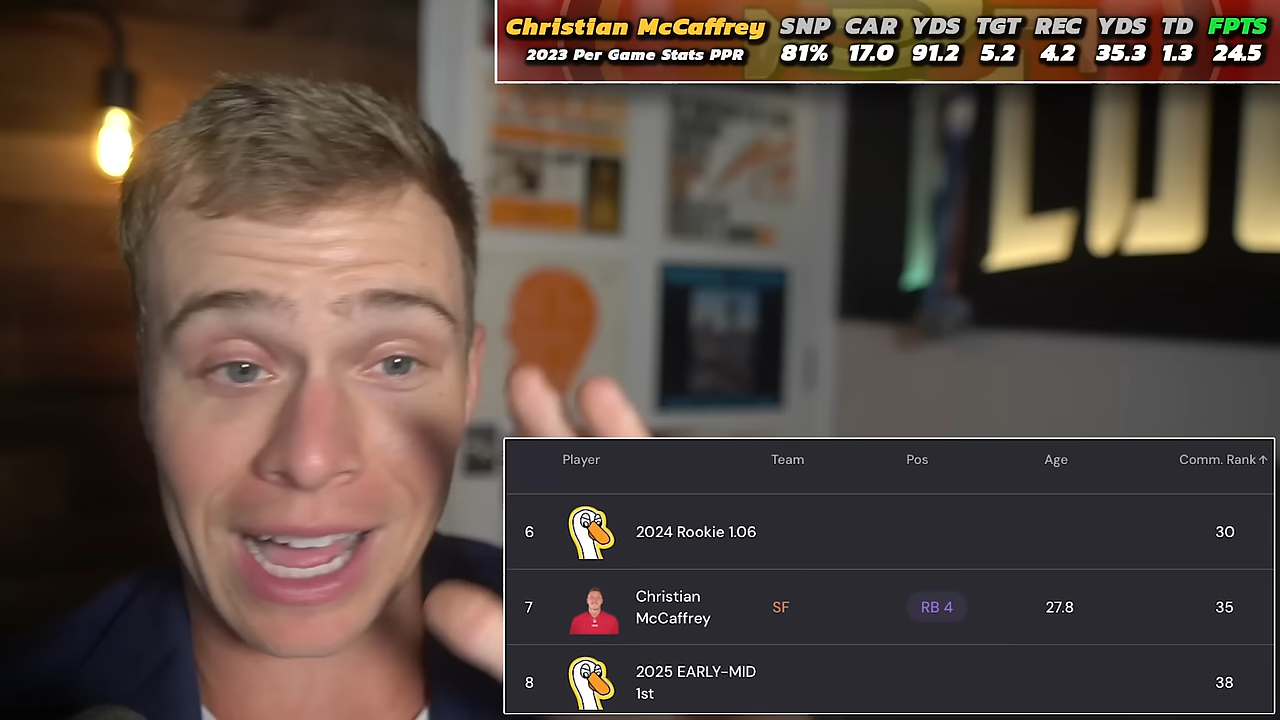 Christian McCaffrey SNP CAR YDS TGT REC YDS TD FPTS
2023 Per Game Stats PPR 81% 17.0 91.2 5.2 4.2 35.3 1.3 24.5
Player Team Pos Age Comm. Rank↑
6 2024 Rookie 1.06 30
7 Christian McCaffrey SF RB 4 27.8 35
8 2025 EARLY-MID 1st 38